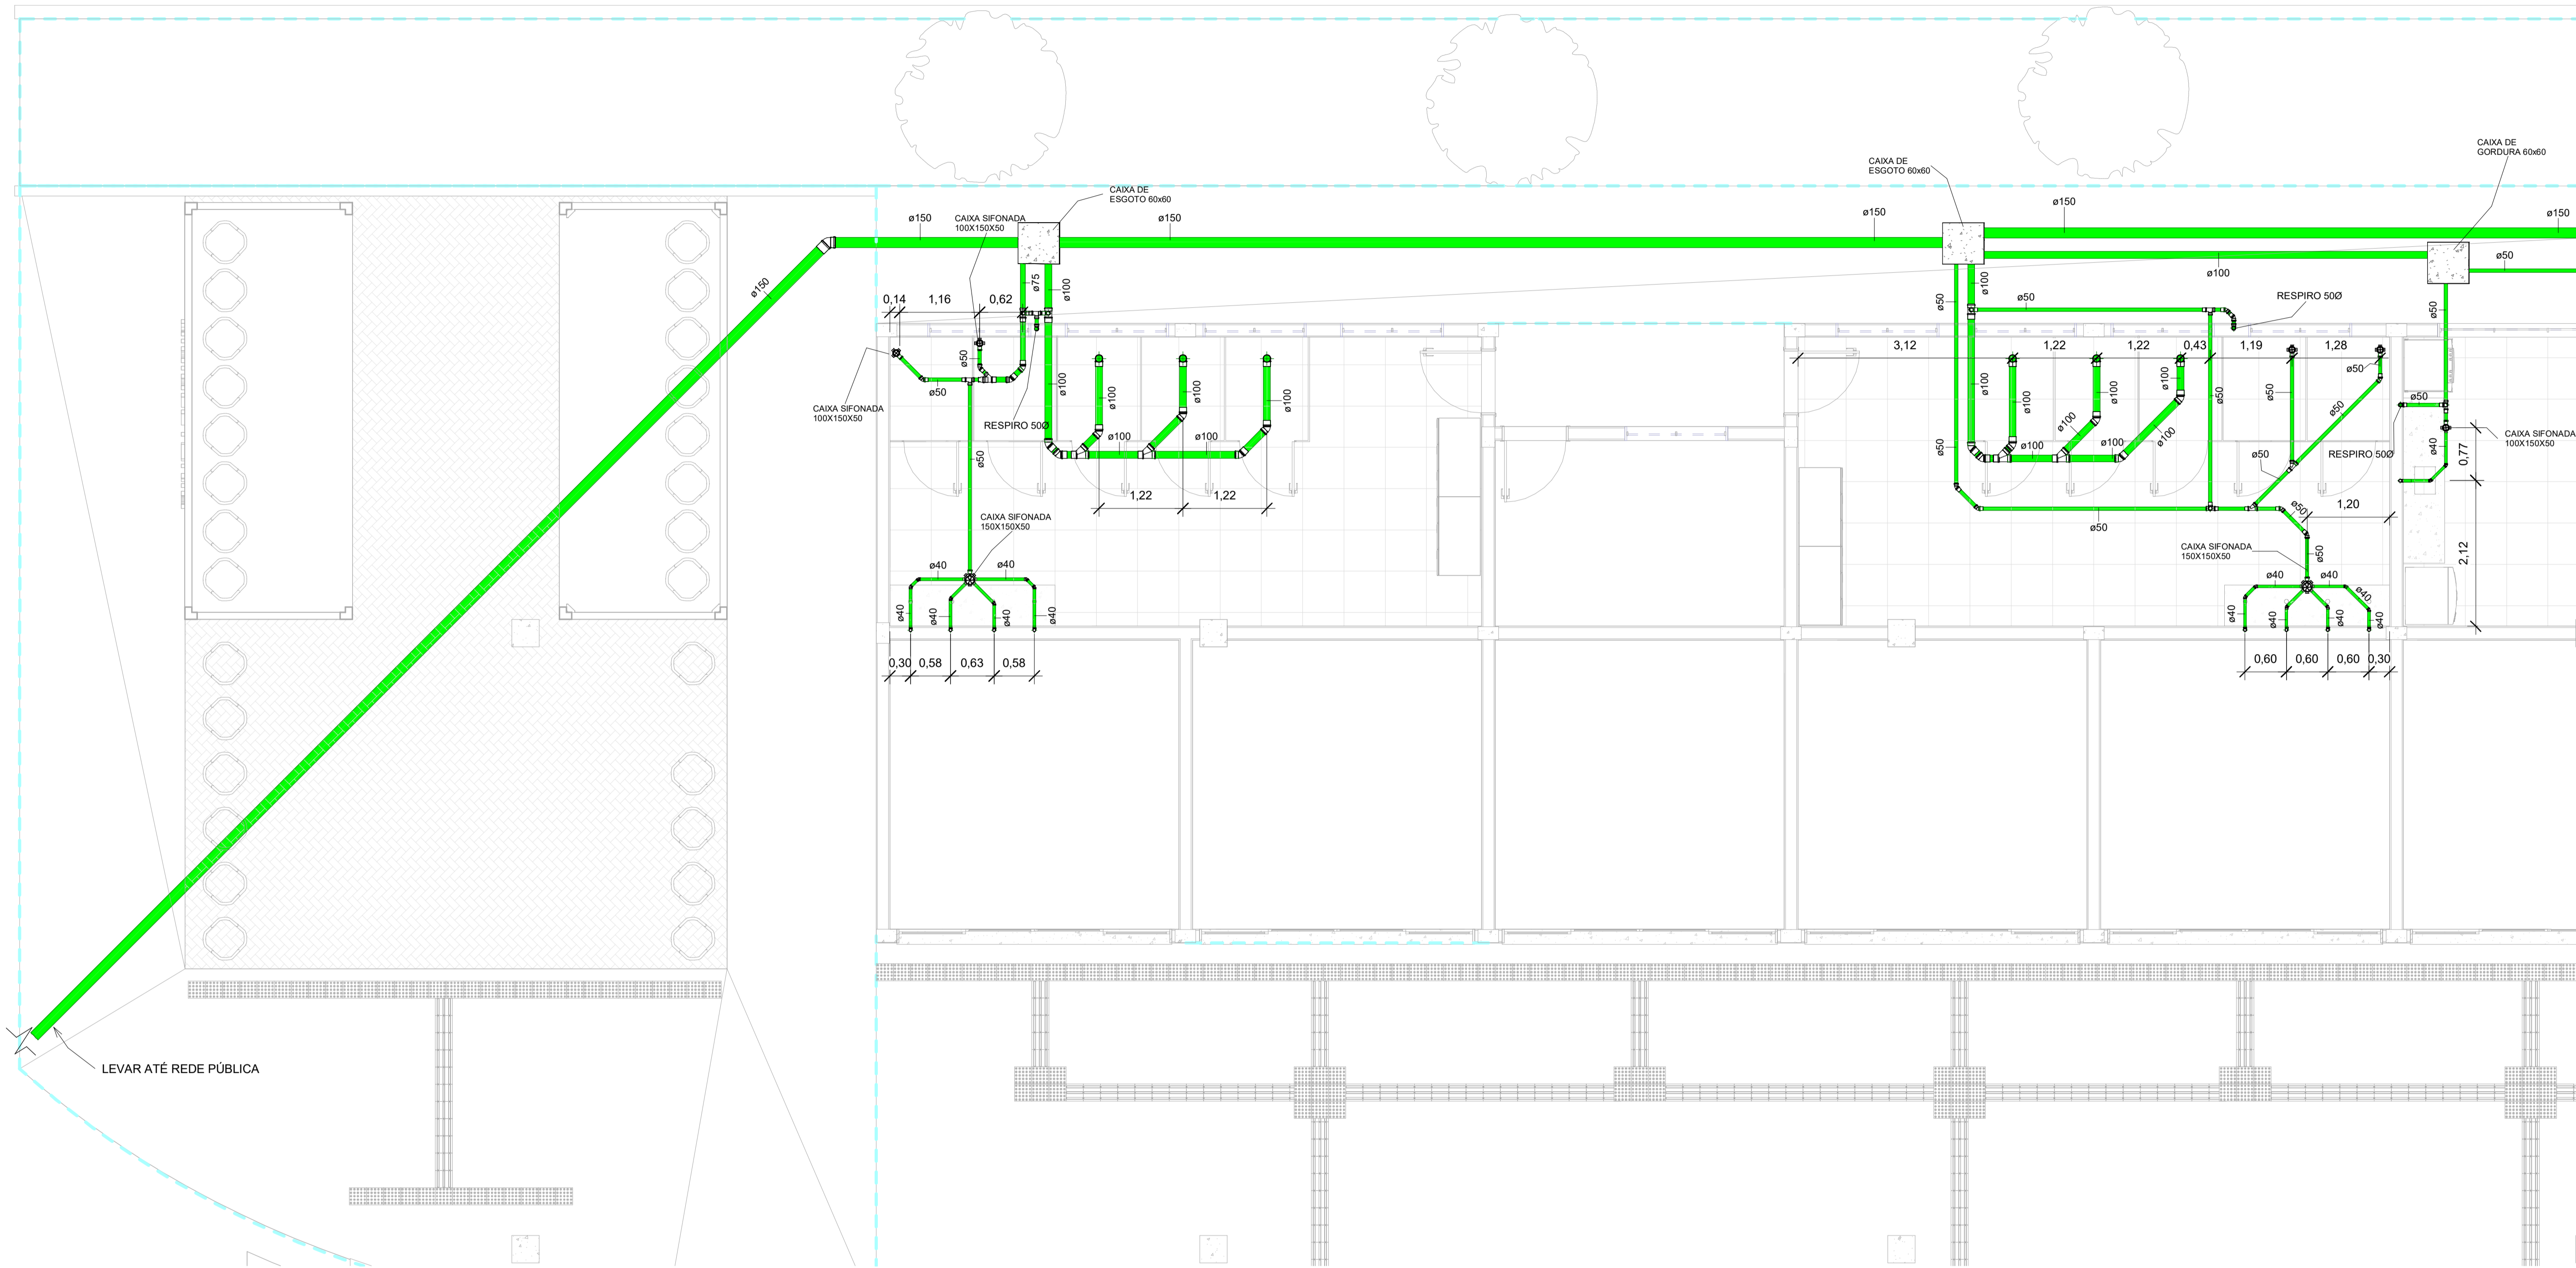 CAIXA DE
GORDURA 60x60
CAIXA DE
ESGOTO 60x60
CAIXA DE
ESGOTO 60x60
ø150
CAIXA SIFONADA
100X150X50
ø150
ø150
ø150
ø150
ø150
ø100
ø50
ø75
ø100
0,14
1,16
0,62
ø50
ø100
ø50
RESPIRO 50Ø
ø50
ø50
CAIXA SIFONADA
100X150X50
ø50
RESPIRO 50Ø
ø100
ø100
ø100
ø100
ø100
ø100
ø50
1,22
1,22
CAIXA SIFONADA
150X150X50
ø40
ø40
ø40
ø40
ø40
ø40
0,30
0,58
0,63
0,58
3,12
1,22
1,22
0,43
1,19
1,28
ø100
ø100
ø100
ø100
ø50
ø50
ø50
ø50
ø50
ø100
ø100
ø100
ø100
ø50
ø50
RESPIRO 50Ø
ø40
CAIXA SIFONADA
100X150X50
0,77
ø50
ø50
1,20
2,12
CAIXA SIFONADA
150X150X50
ø50
ø40
ø40
ø40
ø40
ø40
ø40
ø40
0,60
0,60
0,60
0,30
LEVAR ATÉ REDE PÚBLICA